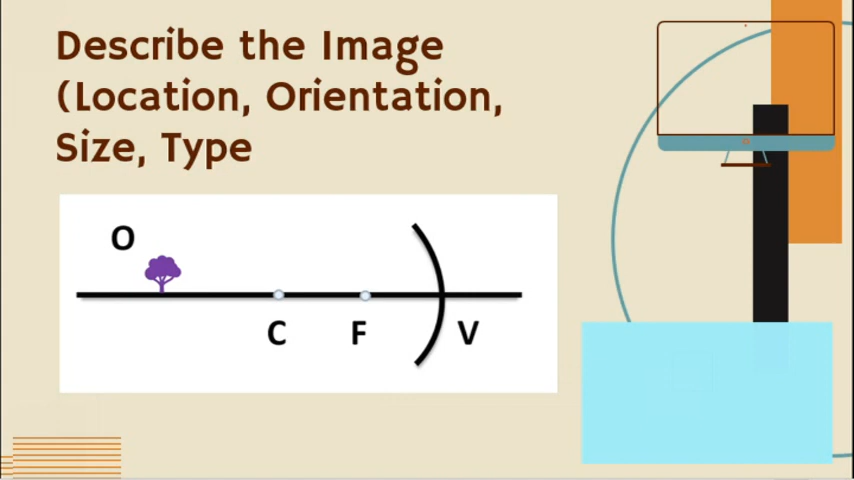 Describe the Image
(Location, Orientation,
Size, Type
O
C F V